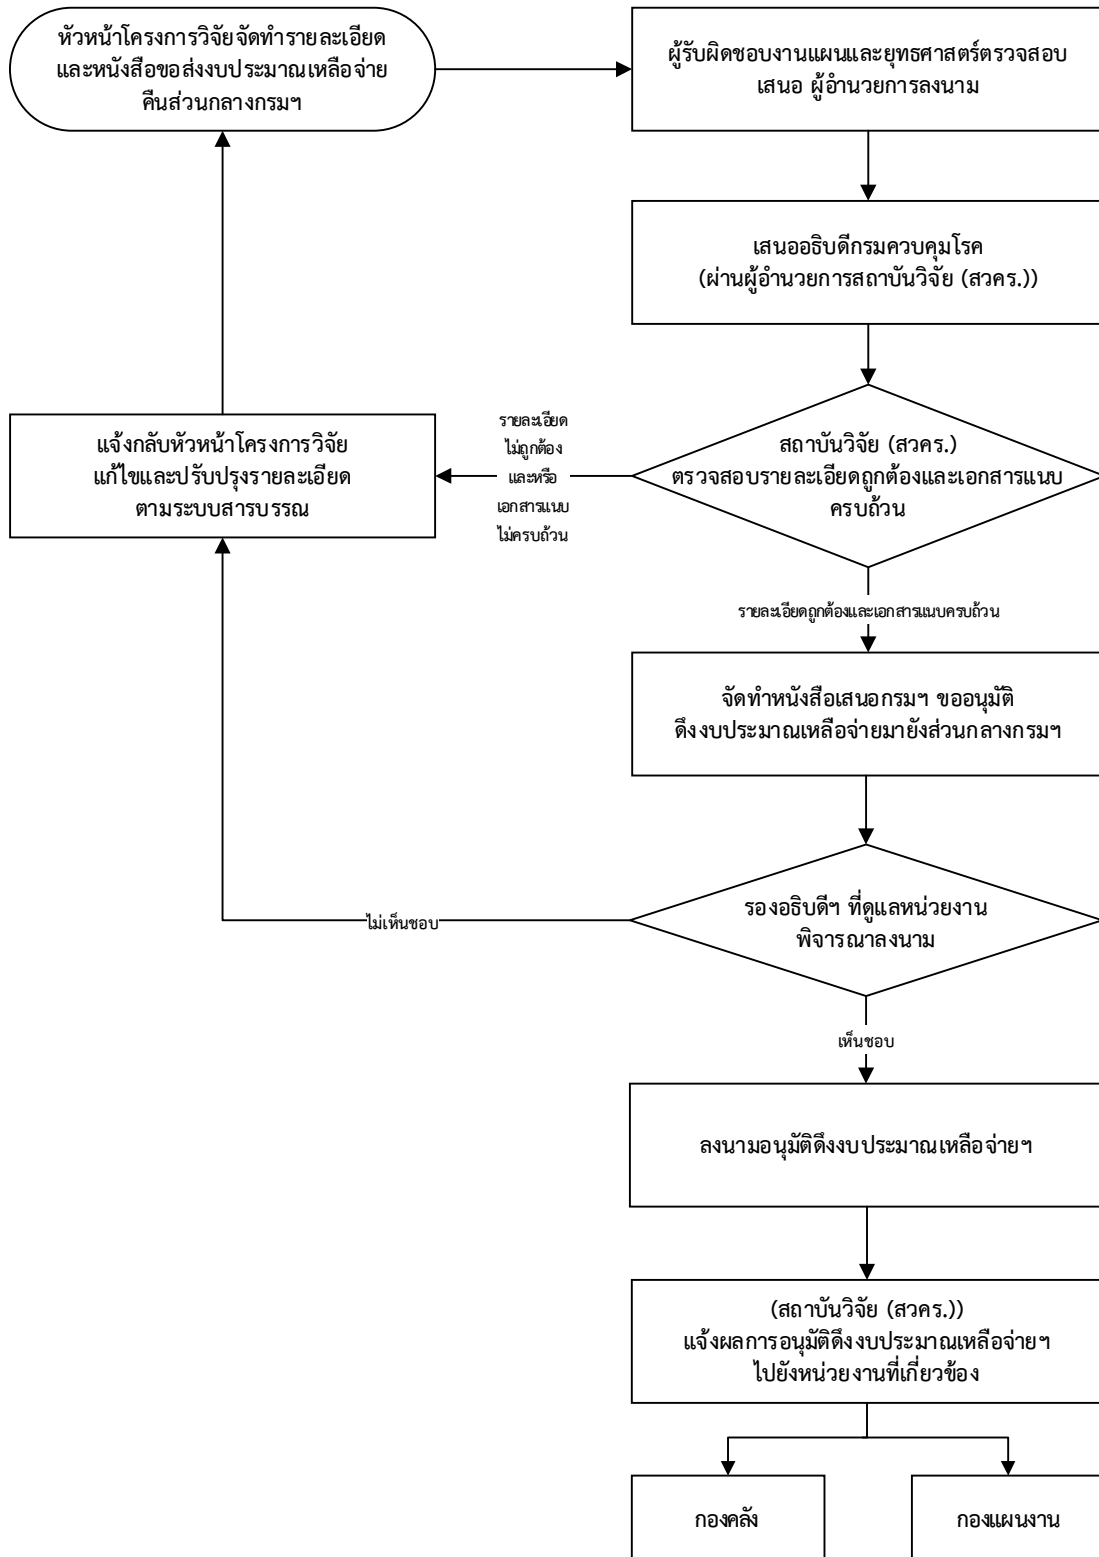 หัวหน้าโครงการวิจัยจัดทำรายละเอียด
และหนังสือขอส่งงบประมาณเหลือจ่าย
คืนส่วนกลางกรมฯ
ผู้รับผิดชอบงานแผนและยุทธศาสตร์ตรวจสอบ
เสนอ ผู้อำนวยการลงนาม
เสนออธิบดีกรมควบคุมโรค
(ผ่านผู้อำนวยการสถาบันวิจัย (สวคร.))
สถาบันวิจัย (สวคร.)
ตรวจสอบรายละเอียดถูกต้องและเอกสารแนบ
ครบถ้วน
รายละเอียด
ไม่ถูกต้อง
และหรือ
เอกสารแนบ
ไม่ครบถ้วน
แจ้งกลับหัวหน้าโครงการวิจัย
แก้ไขและปรับปรุงรายละเอียด
ตามระบบสารบรรณ
รายละเอียดถูกต้องและเอกสารแนบครบถ้วน
จัดทำหนังสือเสนอกรมฯ ขออนุมัติ
ดึงงบประมาณเหลือจ่ายมายังส่วนกลางกรมฯ
รองอธิบดีฯ ที่ดูแลหน่วยงาน
พิจารณาลงนาม
ไม่เห็นชอบ
เห็นชอบ
ลงนามอนุมัติดึงงบประมาณเหลือจ่ายฯ
(สถาบันวิจัย (สวคร.))
แจ้งผลการอนุมัติดึงงบประมาณเหลือจ่ายฯ
ไปยังหน่วยงานที่เกี่ยวข้อง
กองคลัง
กองแผนงาน